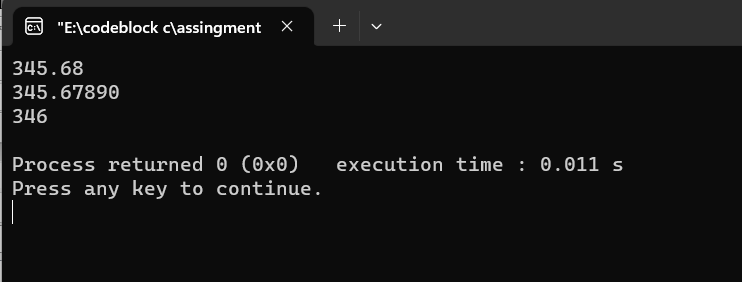 "E:\codeblock c\assingment
345.68
345.67890
346
Process returned 0 (0x0)   execution time : 0.011 s
Press any key to continue.